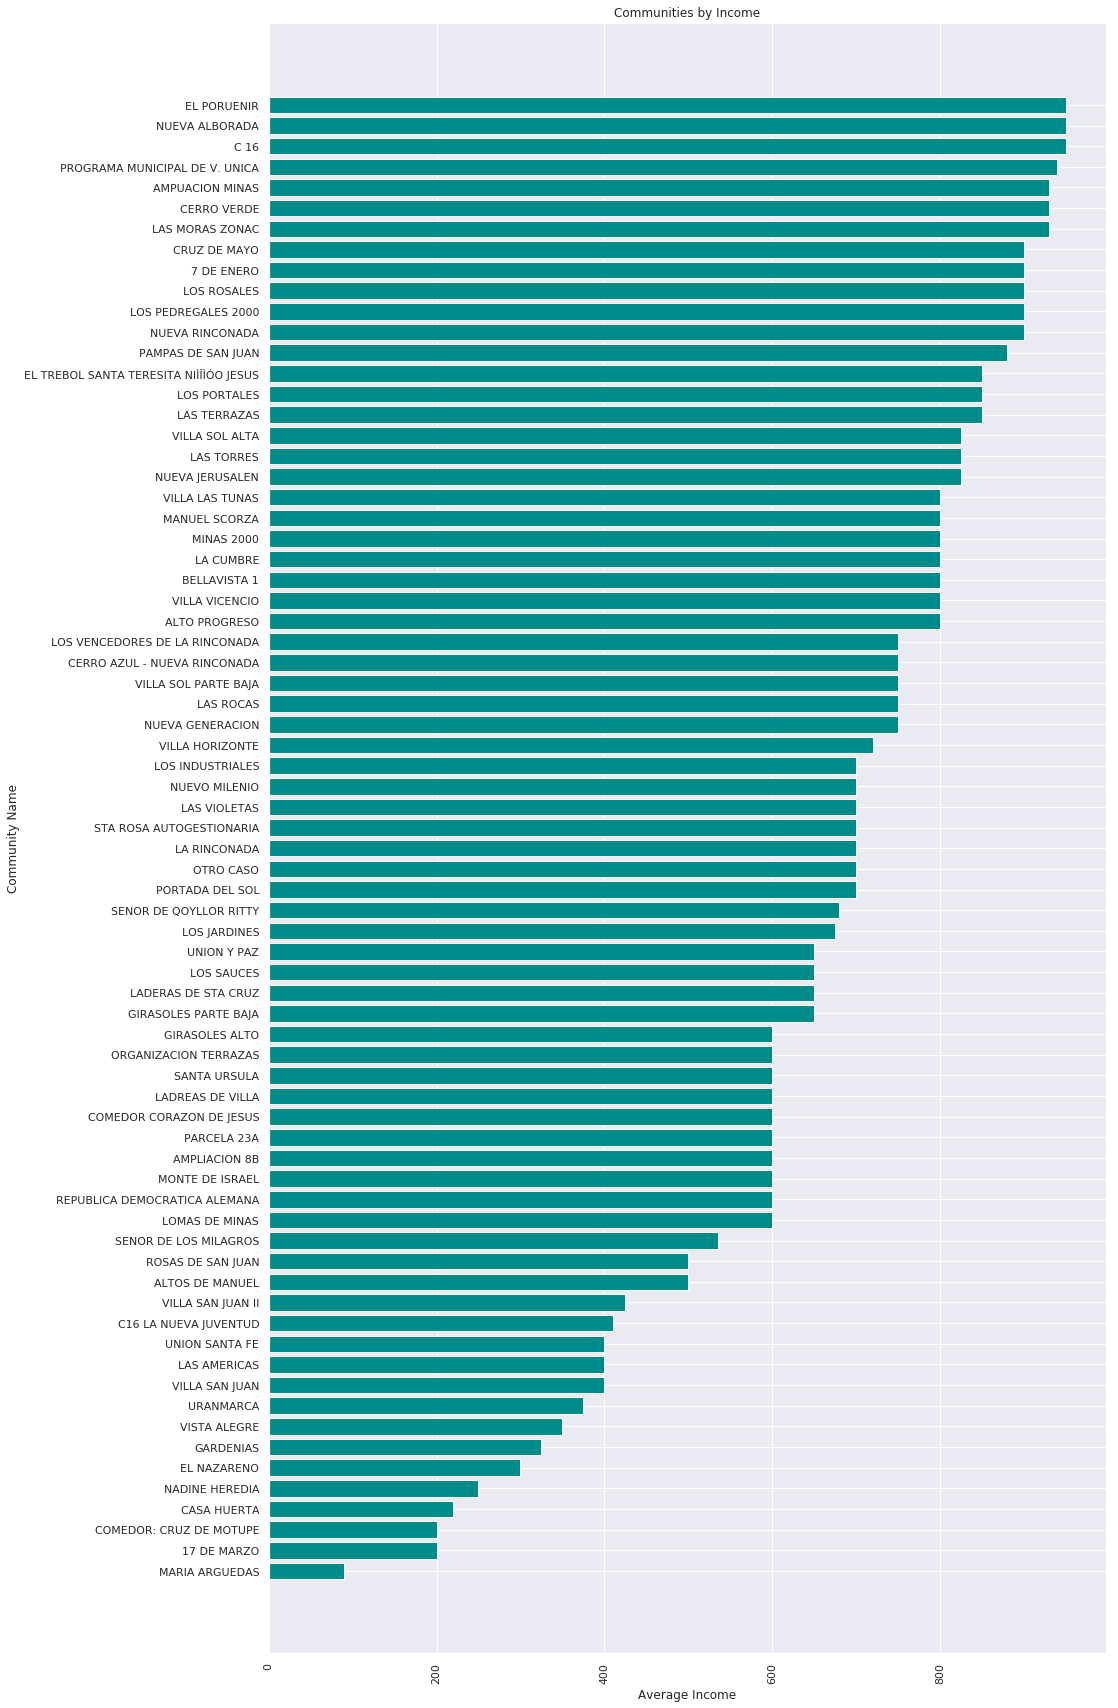 Communities by Income
Community Name
EL PORUENIR
NUEVA ALBORADA
C 16
PROGRAMA MUNICIPAL DE V. UNICA
AMPUACION MINAS
CERRO VERDE
LAS MORAS ZONAC
CRUZ DE MAYO
7 DE ENERO
LOS ROSALES
LOS PEDREGALES 2000
NUEVA RINCONADA
PAMPAS DE SAN JUAN
EL TREBOL SANTA TERESITA NIÌÎÌÓO JESUS
LOS PORTALES
LAS TERRAZAS
VILLA SOL ALTA
LAS TORRES
NUEVA JERUSALEN
VILLA LAS TUNAS
MANUEL SCORZA
MINAS 2000
LA CUMBRE
BELLAVISTA 1
VILLA VICENCIO
ALTO PROGRESO
LOS VENCEDORES DE LA RINCONADA
CERRO AZUL - NUEVA RINCONADA
VILLA SOL PARTE BAJA
LAS ROCAS
NUEVA GENERACION
VILLA HORIZONTE
LOS INDUSTRIALES
NUEVO MILENIO
LAS VIOLETAS
STA ROSA AUTOGESTIONARIA
LA RINCONADA
OTRO CASO
PORTADA DEL SOL
SENOR DE QOYLLOR RITTY
LOS JARDINES
UNION Y PAZ
LOS SAUCES
LADERAS DE STA CRUZ
GIRASOLES PARTE BAJA
GIRASOLES ALTO
ORGANIZACION TERRAZAS
SANTA URSULA
LADREAS DE VILLA
COMEDOR CORAZON DE JESUS
PARCELA 23A
AMPLIACION 8B
MONTE DE ISRAEL
REPUBLICA DEMOCRATICA ALEMANA
LOMAS DE MINAS
SENOR DE LOS MILAGROS
ROSAS DE SAN JUAN
ALTOS DE MANUEL
VILLA SAN JUAN II
C16 LA NUEVA JUVENTUD
UNION SANTA FE
LAS AMERICAS
VILLA SAN JUAN
URANMARCA
VISTA ALEGRE
GARDENIAS
EL NAZARENO
NADINE HEREDIA
CASA HUERTA
COMEDOR: CRUZ DE MOTUPE
17 DE MARZO
MARIA ARGUEDAS
0 200 400 600 800
Average Income